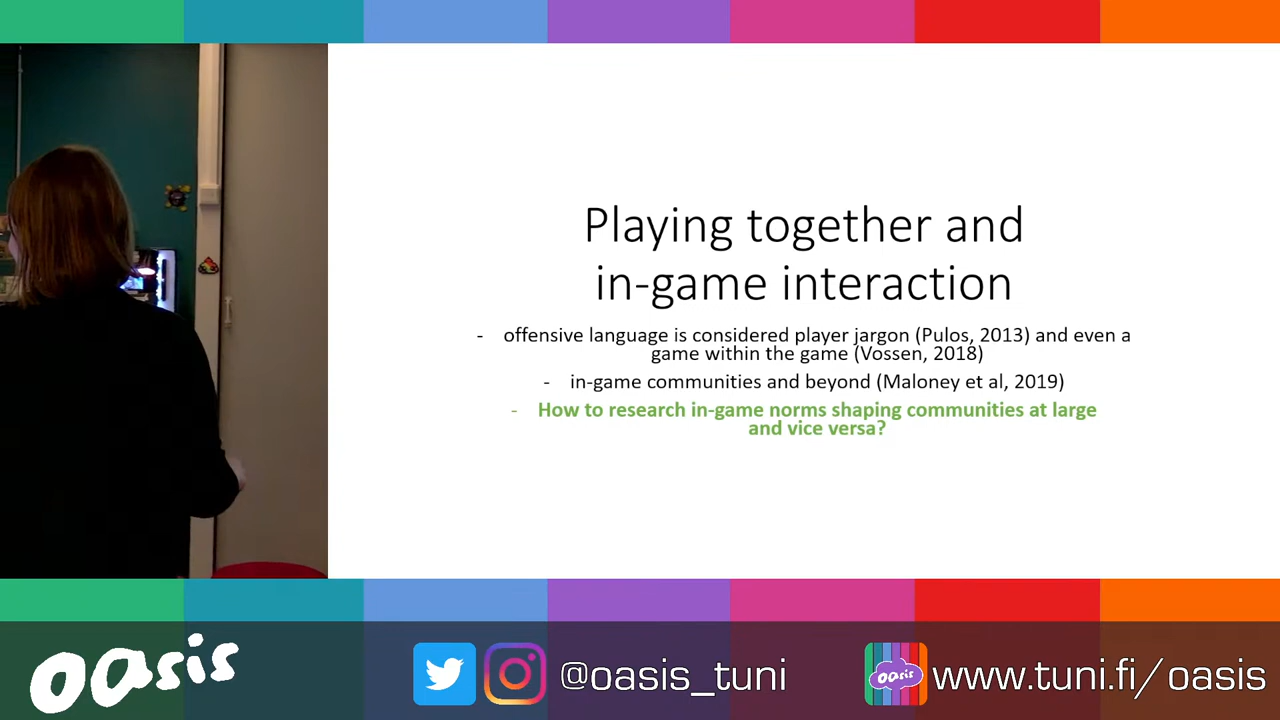 Playing together and
in-game interaction
- offensive language is considered player jargon (Pulos, 2013) and even a
game within the game (Vossen, 2018)
- in-game communities and beyond (Maloney et al, 2019)
- How to research in-game norms shaping communities at large
and vice versa?
oasis
@oasis_tuni
oasis
www.tuni.fi/oasis